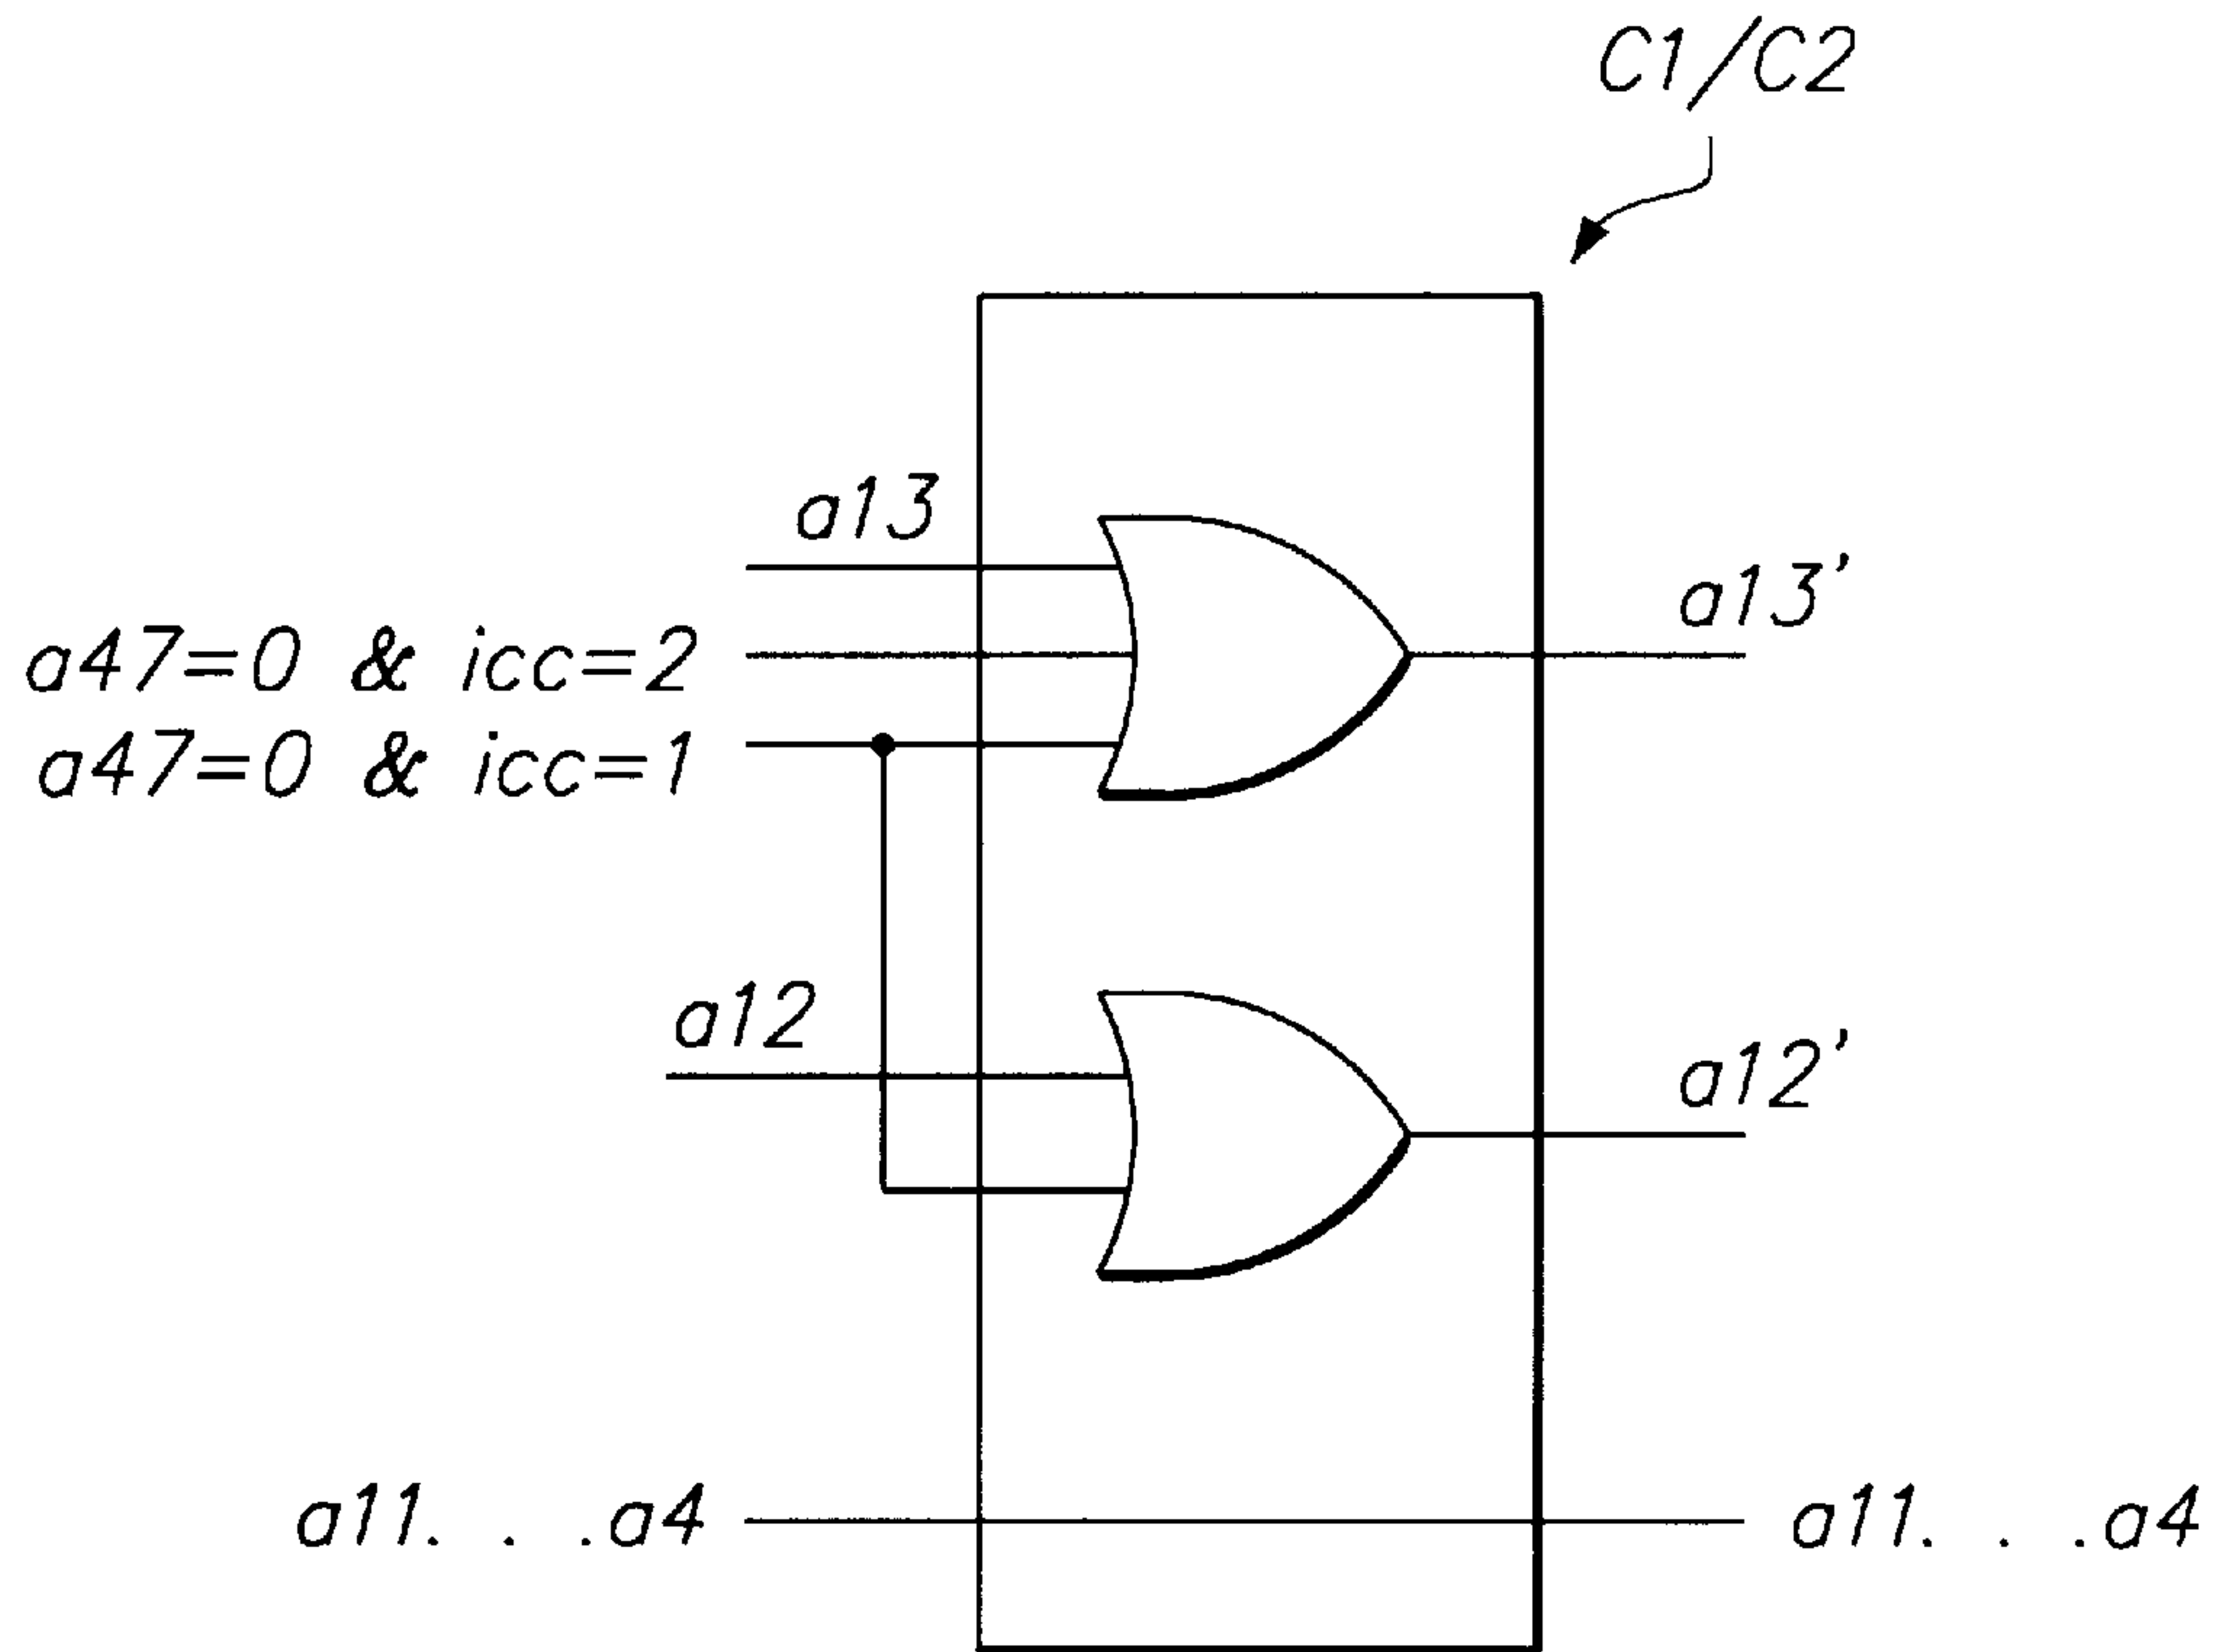 C1/C2
a13
a13'
a47=0 & icc=2
a47=0 & icc=1
a12
a12'
a11. . .a4
a11. . .a4